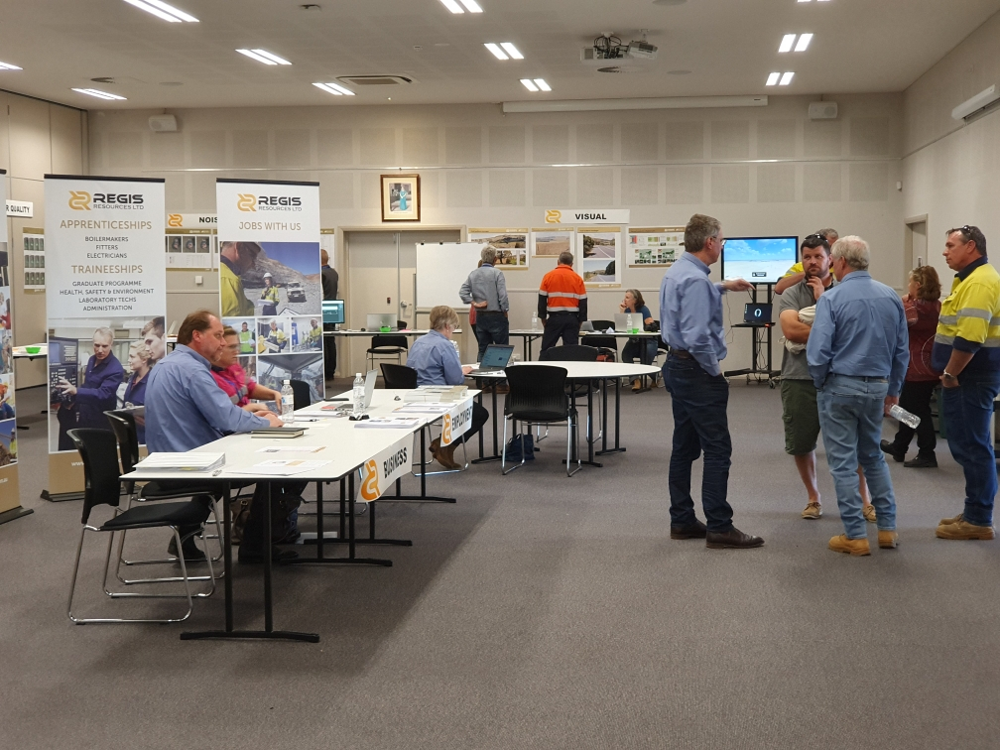 R QUALITY
REGIS
RESOURCES LTD
APPRENTICESHIPS
BOILERMAKERS
FITTERS
ELECTRICIANS
TRAINEESHIPS
GRADUATE PROGRAMME
HEALTH, SAFETY & ENVIRONMENT
LABORATORY TECHS
ADMINISTRATION
NOIS
REGIS
RESOURCES LTD
JOBS WITH US
VISUAL
BUSINESS
EMPLOYMENT